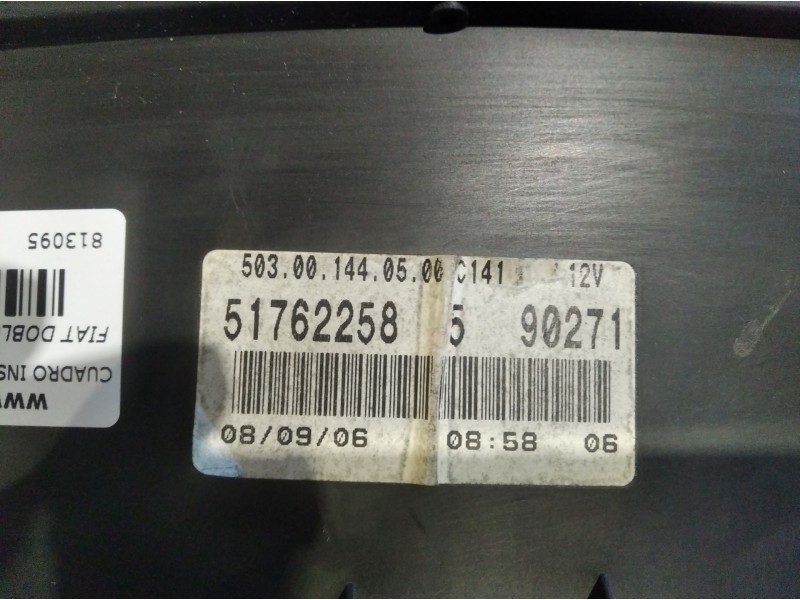 503.00.144.05.00 C141 12V
51762258 5 90271
08/09/06 08:58 06
WWW
CUADRO INS
FIAT DOBL
813095